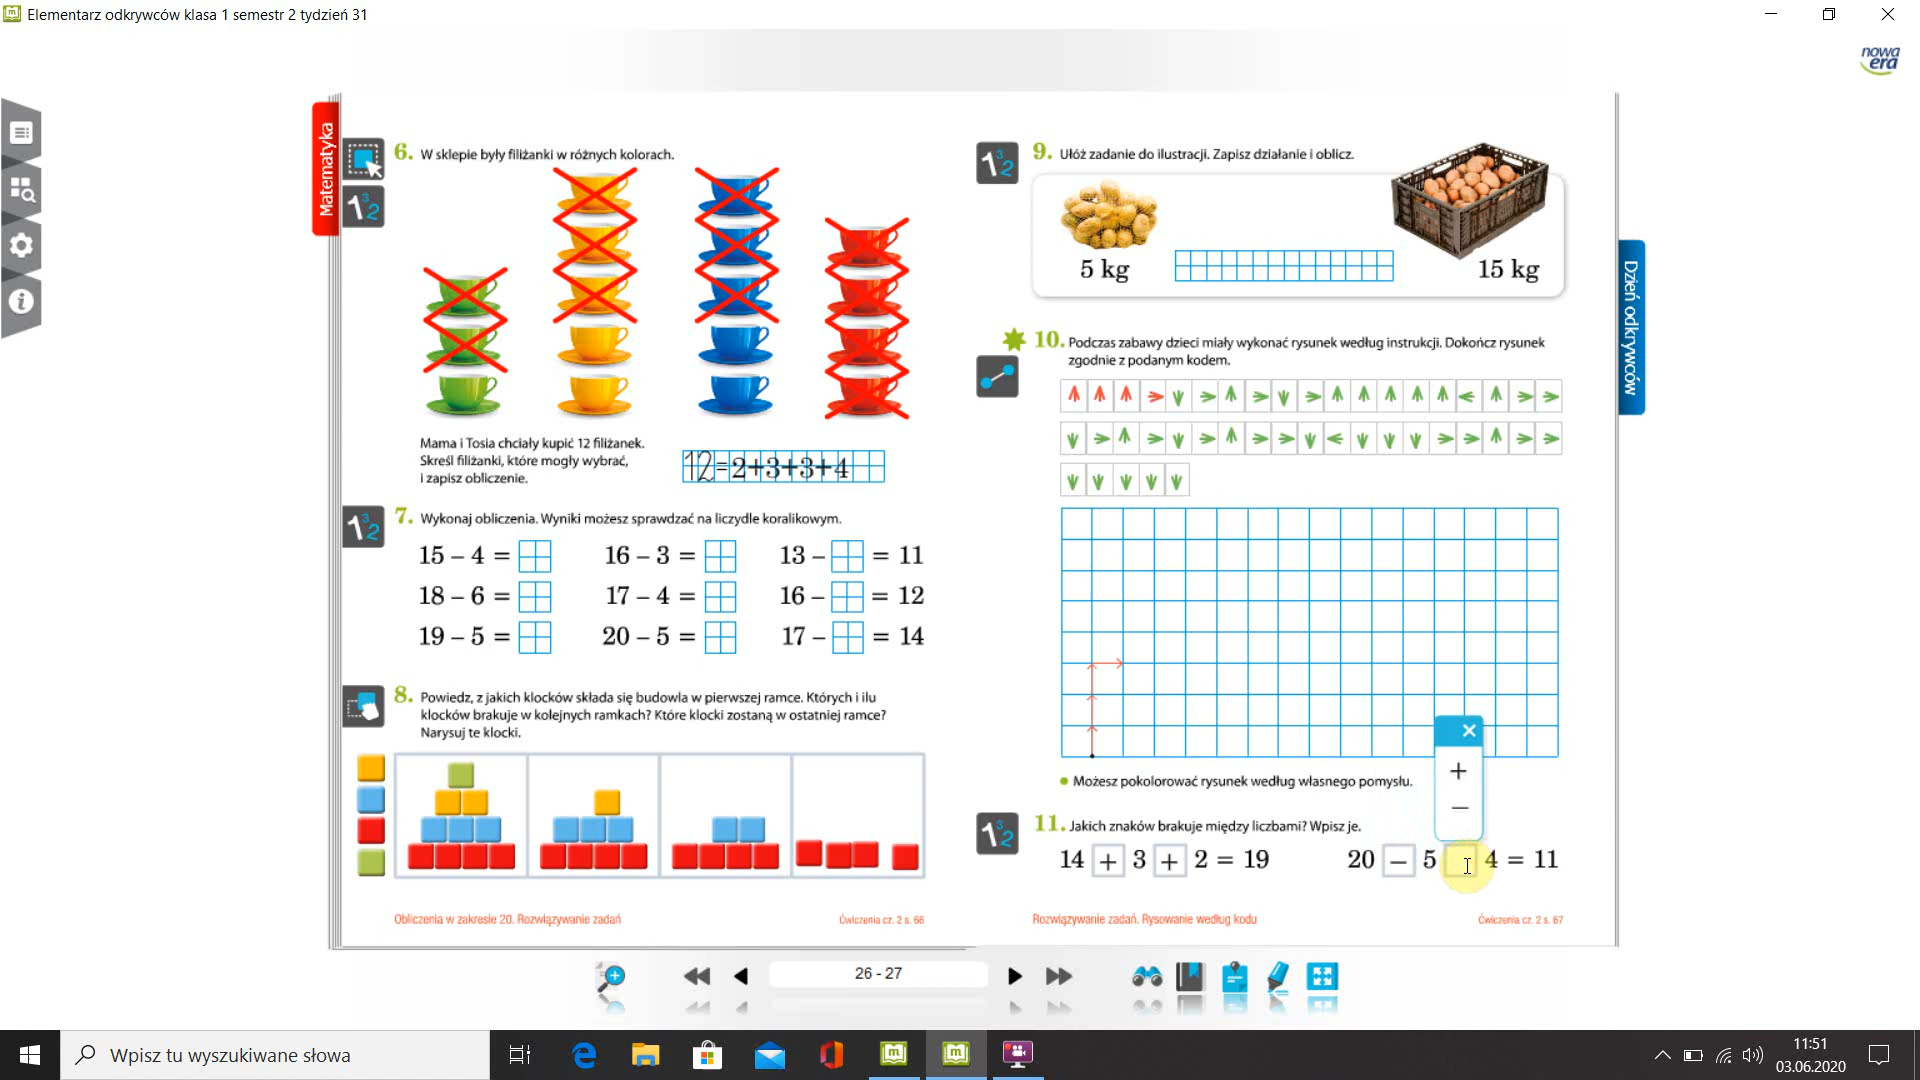 Elementarz odkrywców klasa 1 semestr 2 tydzień 31
nowa
era
Matematyka
6. W sklepie były filiżanki w różnych kolorach.
Mama i Tosia chciały kupić 12 filiżanek.
Skreśl filiżanki, które mogły wybrać,
i zapisz obliczenie.
12=2+3+3+4
7. Wykonaj obliczenia. Wyniki możesz sprawdzać na liczydle koralikowym.
15 – 4 =
16 – 3 =
13 – = 11
18 – 6 =
17 – 4 =
16 – = 12
19 – 5 =
20 – 5 =
17 – = 14
8. Powiedz, z jakich klocków składa się budowla w pierwszej ramce. Których i ilu
klocków brakuje w kolejnych ramkach? Które klocki zostaną w ostatniej ramce?
Narysuj te klocki.
Obliczenia w zakresie 20. Rozwiązywanie zadań
Ćwiczenia cz. 2 s. 66
9. Ułóż zadanie do ilustracji. Zapisz działanie i oblicz.
5 kg
15 kg
Dzień odkrywców
10. Podczas zabawy dzieci miały wykonać rysunek według instrukcji. Dokończ rysunek
zgodnie z podanym kodem.
• Możesz pokolorować rysunek według własnego pomysłu.
+
–
11. Jakich znaków brakuje między liczbami? Wpisz je.
14 + 3 + 2 = 19
20 – 5 4 = 11
Rozwiązywanie zadań. Rysowanie według kodu
Ćwiczenia cz. 2 s. 67
26 - 27
Wpisz tu wyszukiwane słowa
11:51
03.06.2020